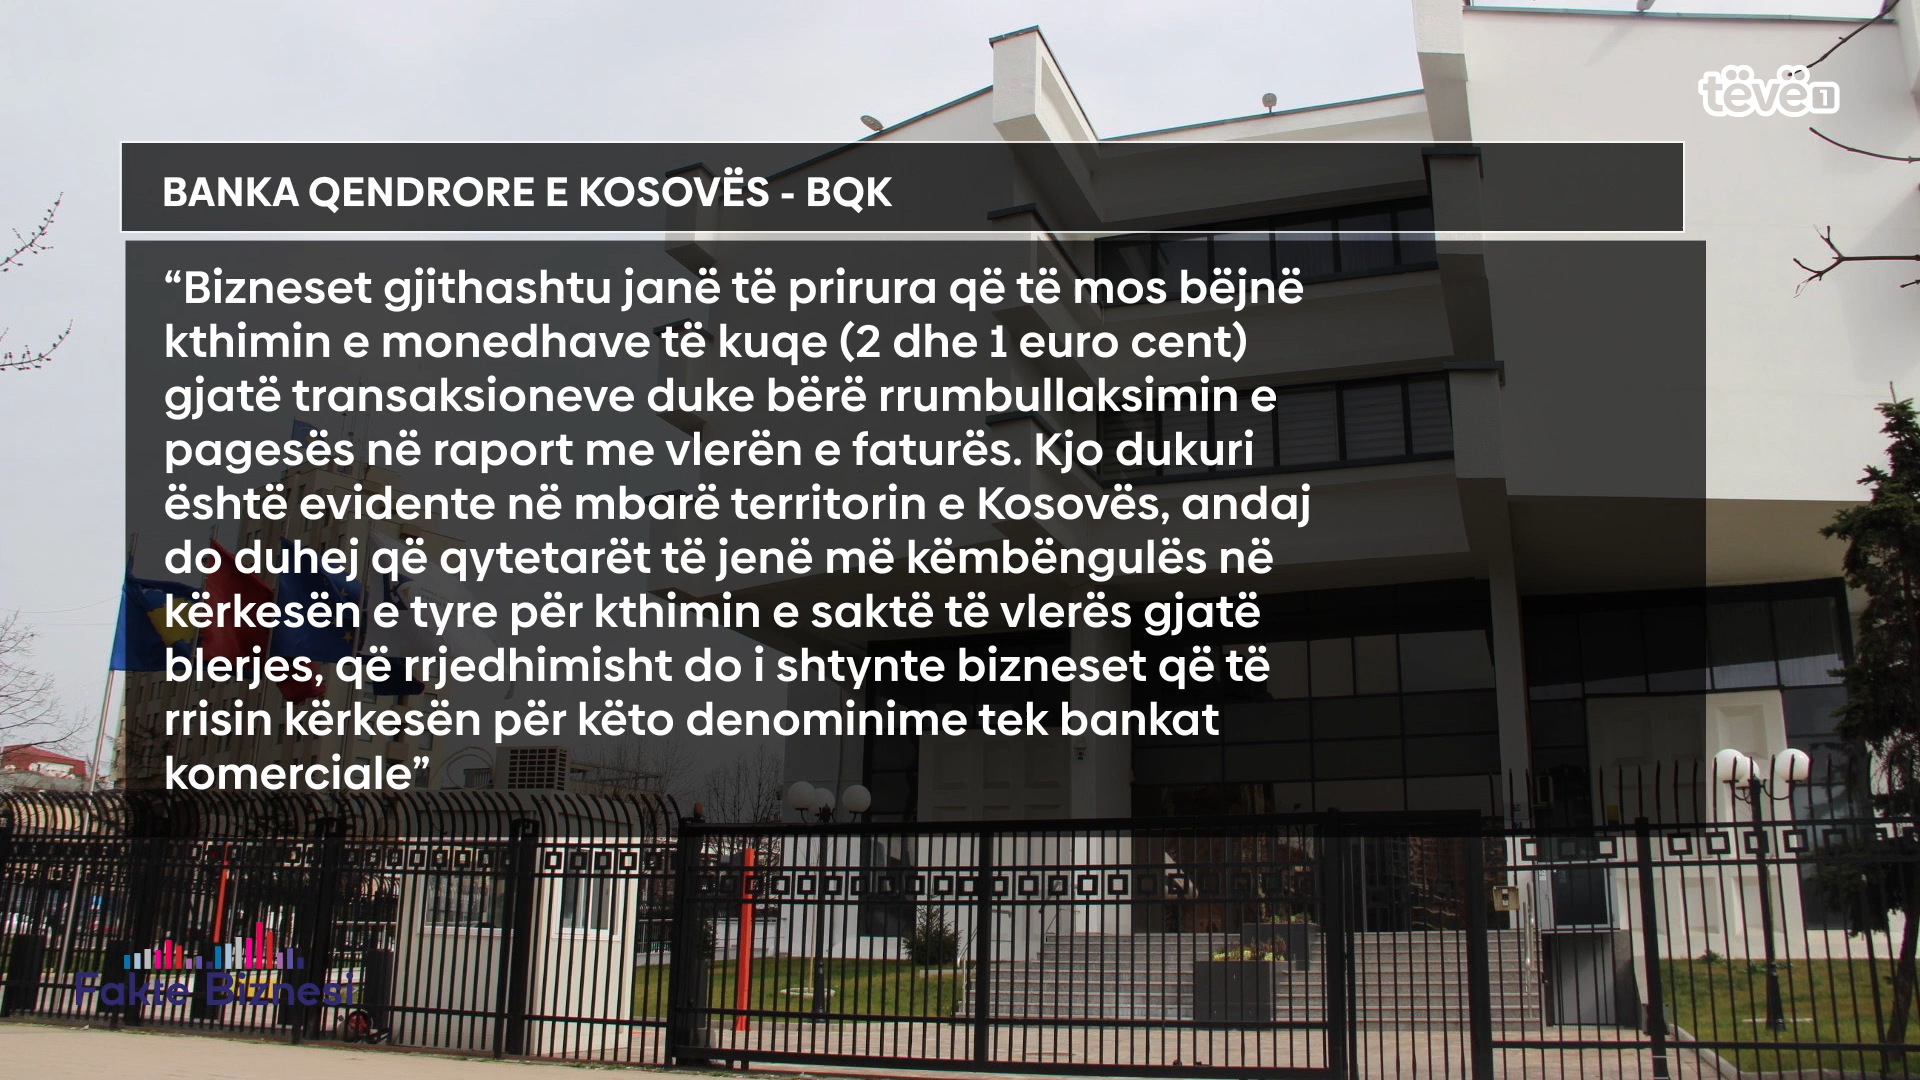 tëvë1
BANKA QENDRORE E KOSOVËS - BQK
“Bizneset gjithashtu janë të prirura që të mos bëjnë
kthimin e monedhave të kuqe (2 dhe 1 euro cent)
gjatë transaksioneve duke bërë rrumbullaksimin e
pagesës në raport me vlerën e faturës. Kjo dukuri
është evidente në mbarë territorin e Kosovës, andaj
do duhej që qytetarët të jenë më këmbëngulës në
kërkesën e tyre për kthimin e saktë të vlerës gjatë
blerjes, që rrjedhimisht do i shtynte bizneset që të
rrisin kërkesën për këto denominime tek bankat
komerciale”
Fakte Biznesi